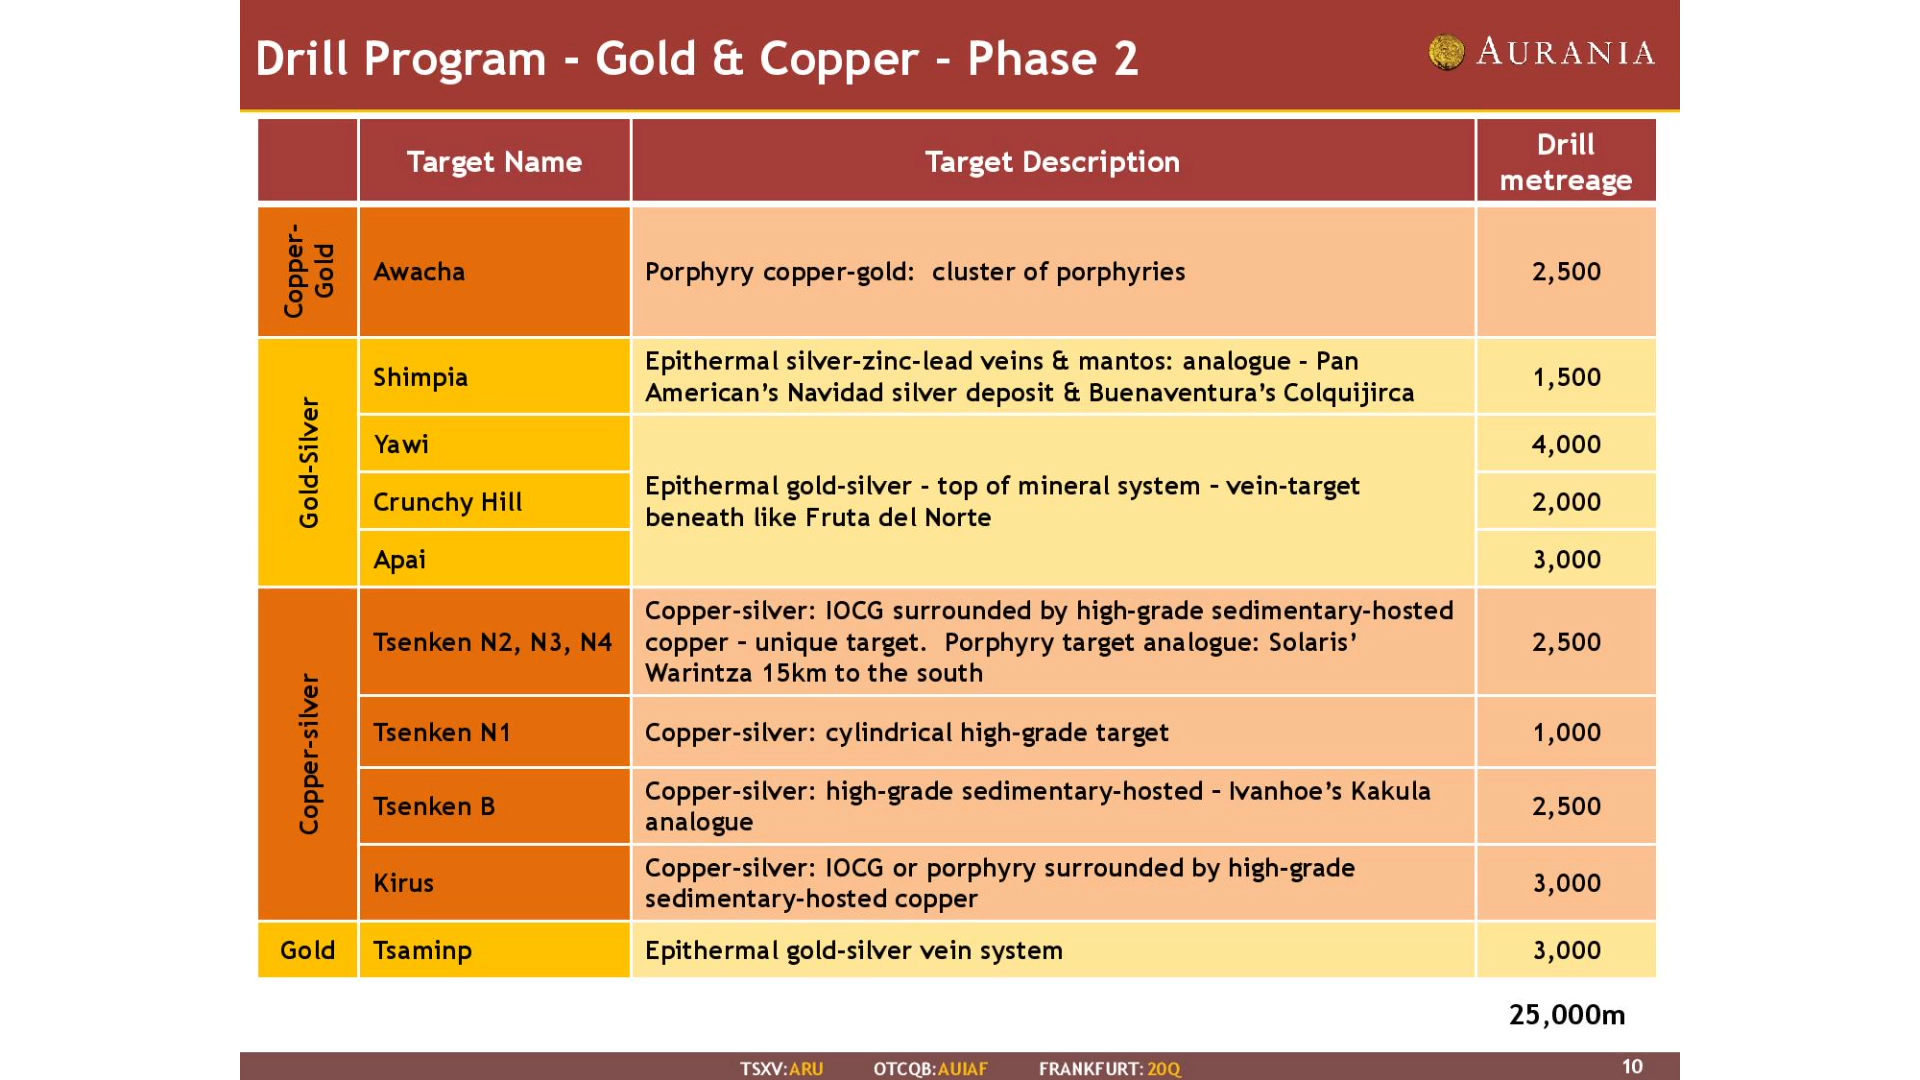 Drill Program - Gold & Copper – Phase 2
AURANIA
Target Name
Target Description
Drill
metreage
Copper-
Gold
Awacha
Porphyry copper-gold:  cluster of porphyries
2,500
Gold-Silver
Shimpia
Epithermal silver-zinc-lead veins & mantos: analogue - Pan
American’s Navidad silver deposit & Buenaventura’s Colquijirca
1,500
Yawi
4,000
Epithermal gold-silver - top of mineral system – vein-target
beneath like Fruta del Norte
Crunchy Hill
2,000
Apai
3,000
Copper-silver
Tsenken N2, N3, N4
Copper-silver: IOCG surrounded by high-grade sedimentary-hosted
copper – unique target.  Porphyry target analogue: Solaris’
Warintza 15km to the south
2,500
Tsenken N1
Copper-silver: cylindrical high-grade target
1,000
Tsenken B
Copper-silver: high-grade sedimentary-hosted – Ivanhoe’s Kakula
analogue
2,500
Kirus
Copper-silver: IOCG or porphyry surrounded by high-grade
sedimentary-hosted copper
3,000
Gold
Tsaminp
Epithermal gold-silver vein system
3,000
25,000m
TSXV:ARU OTCQB:AUIAF FRANKFURT: 20Q
10